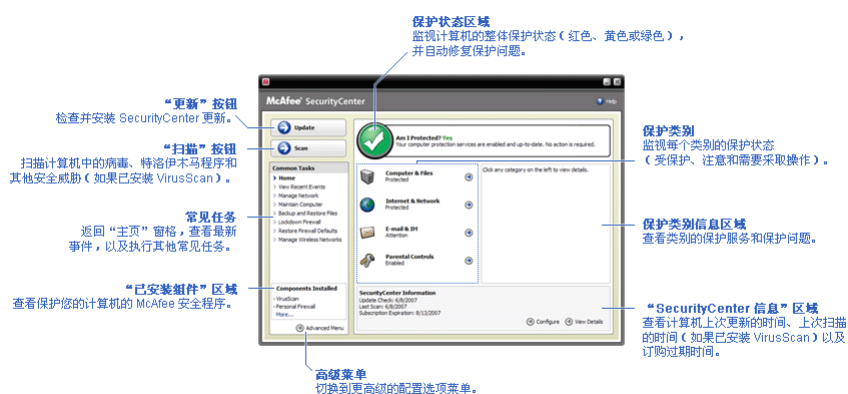 保护状态区域
监视计算机的整体保护状态（红色、黄色或绿色），
并自动修复保护问题。
“更新”按钮
检查并安装 SecurityCenter 更新。
“扫描”按钮
扫描计算机中的病毒、特洛伊木马程序和
其他安全威胁（如果已安装 VirusScan）。
常见任务
返回“主页”窗格，查看最新
事件，以及执行其他常见任务。
“已安装组件”区域
查看保护您的计算机的 McAfee 安全程序。
McAfee® SecurityCenter
Help
Update
Scan
Common Tasks
Home
View Recent Events
Manage Network
Maintain Computer
Backup and Restore Files
Lockdown Firewall
Restore Firewall Defaults
Manage Wireless Networks
Components Installed
- VirusScan
- Personal Firewall
More...
Advanced Menu
Am I Protected? Yes
Your computer protection services are enabled and up-to-date. No action is required.
Computer & Files
Protected
Internet & Network
Protected
E-mail & IM
Attention
Parental Controls
Enabled
Click any category on the left to view details.
SecurityCenter Information
Update Check: 6/8/2007
Last Scan: 6/8/2007
Subscription Expiration: 8/13/2007
Configure
View Details
保护类别
监视每个类别的保护状态
（受保护、注意和需要采取操作）。
保护类别信息区域
查看类别的保护服务和保护问题。
“SecurityCenter 信息”区域
查看计算机上次更新的时间、上次扫描
的时间（如果已安装 VirusScan）以及
订购过期时间。
高级菜单
切换到更高级的配置选项菜单。